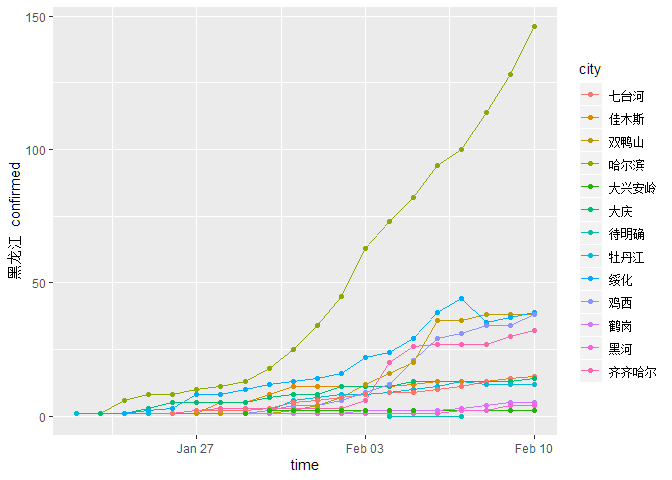 150
100
50
0
黑龙江 confirmed
Jan 27
Feb 03
Feb 10
time
city
七台河
佳木斯
双鸭山
哈尔滨
大兴安岭
大庆
待明确
牡丹江
绥化
鸡西
鹤岗
黑河
齐齐哈尔